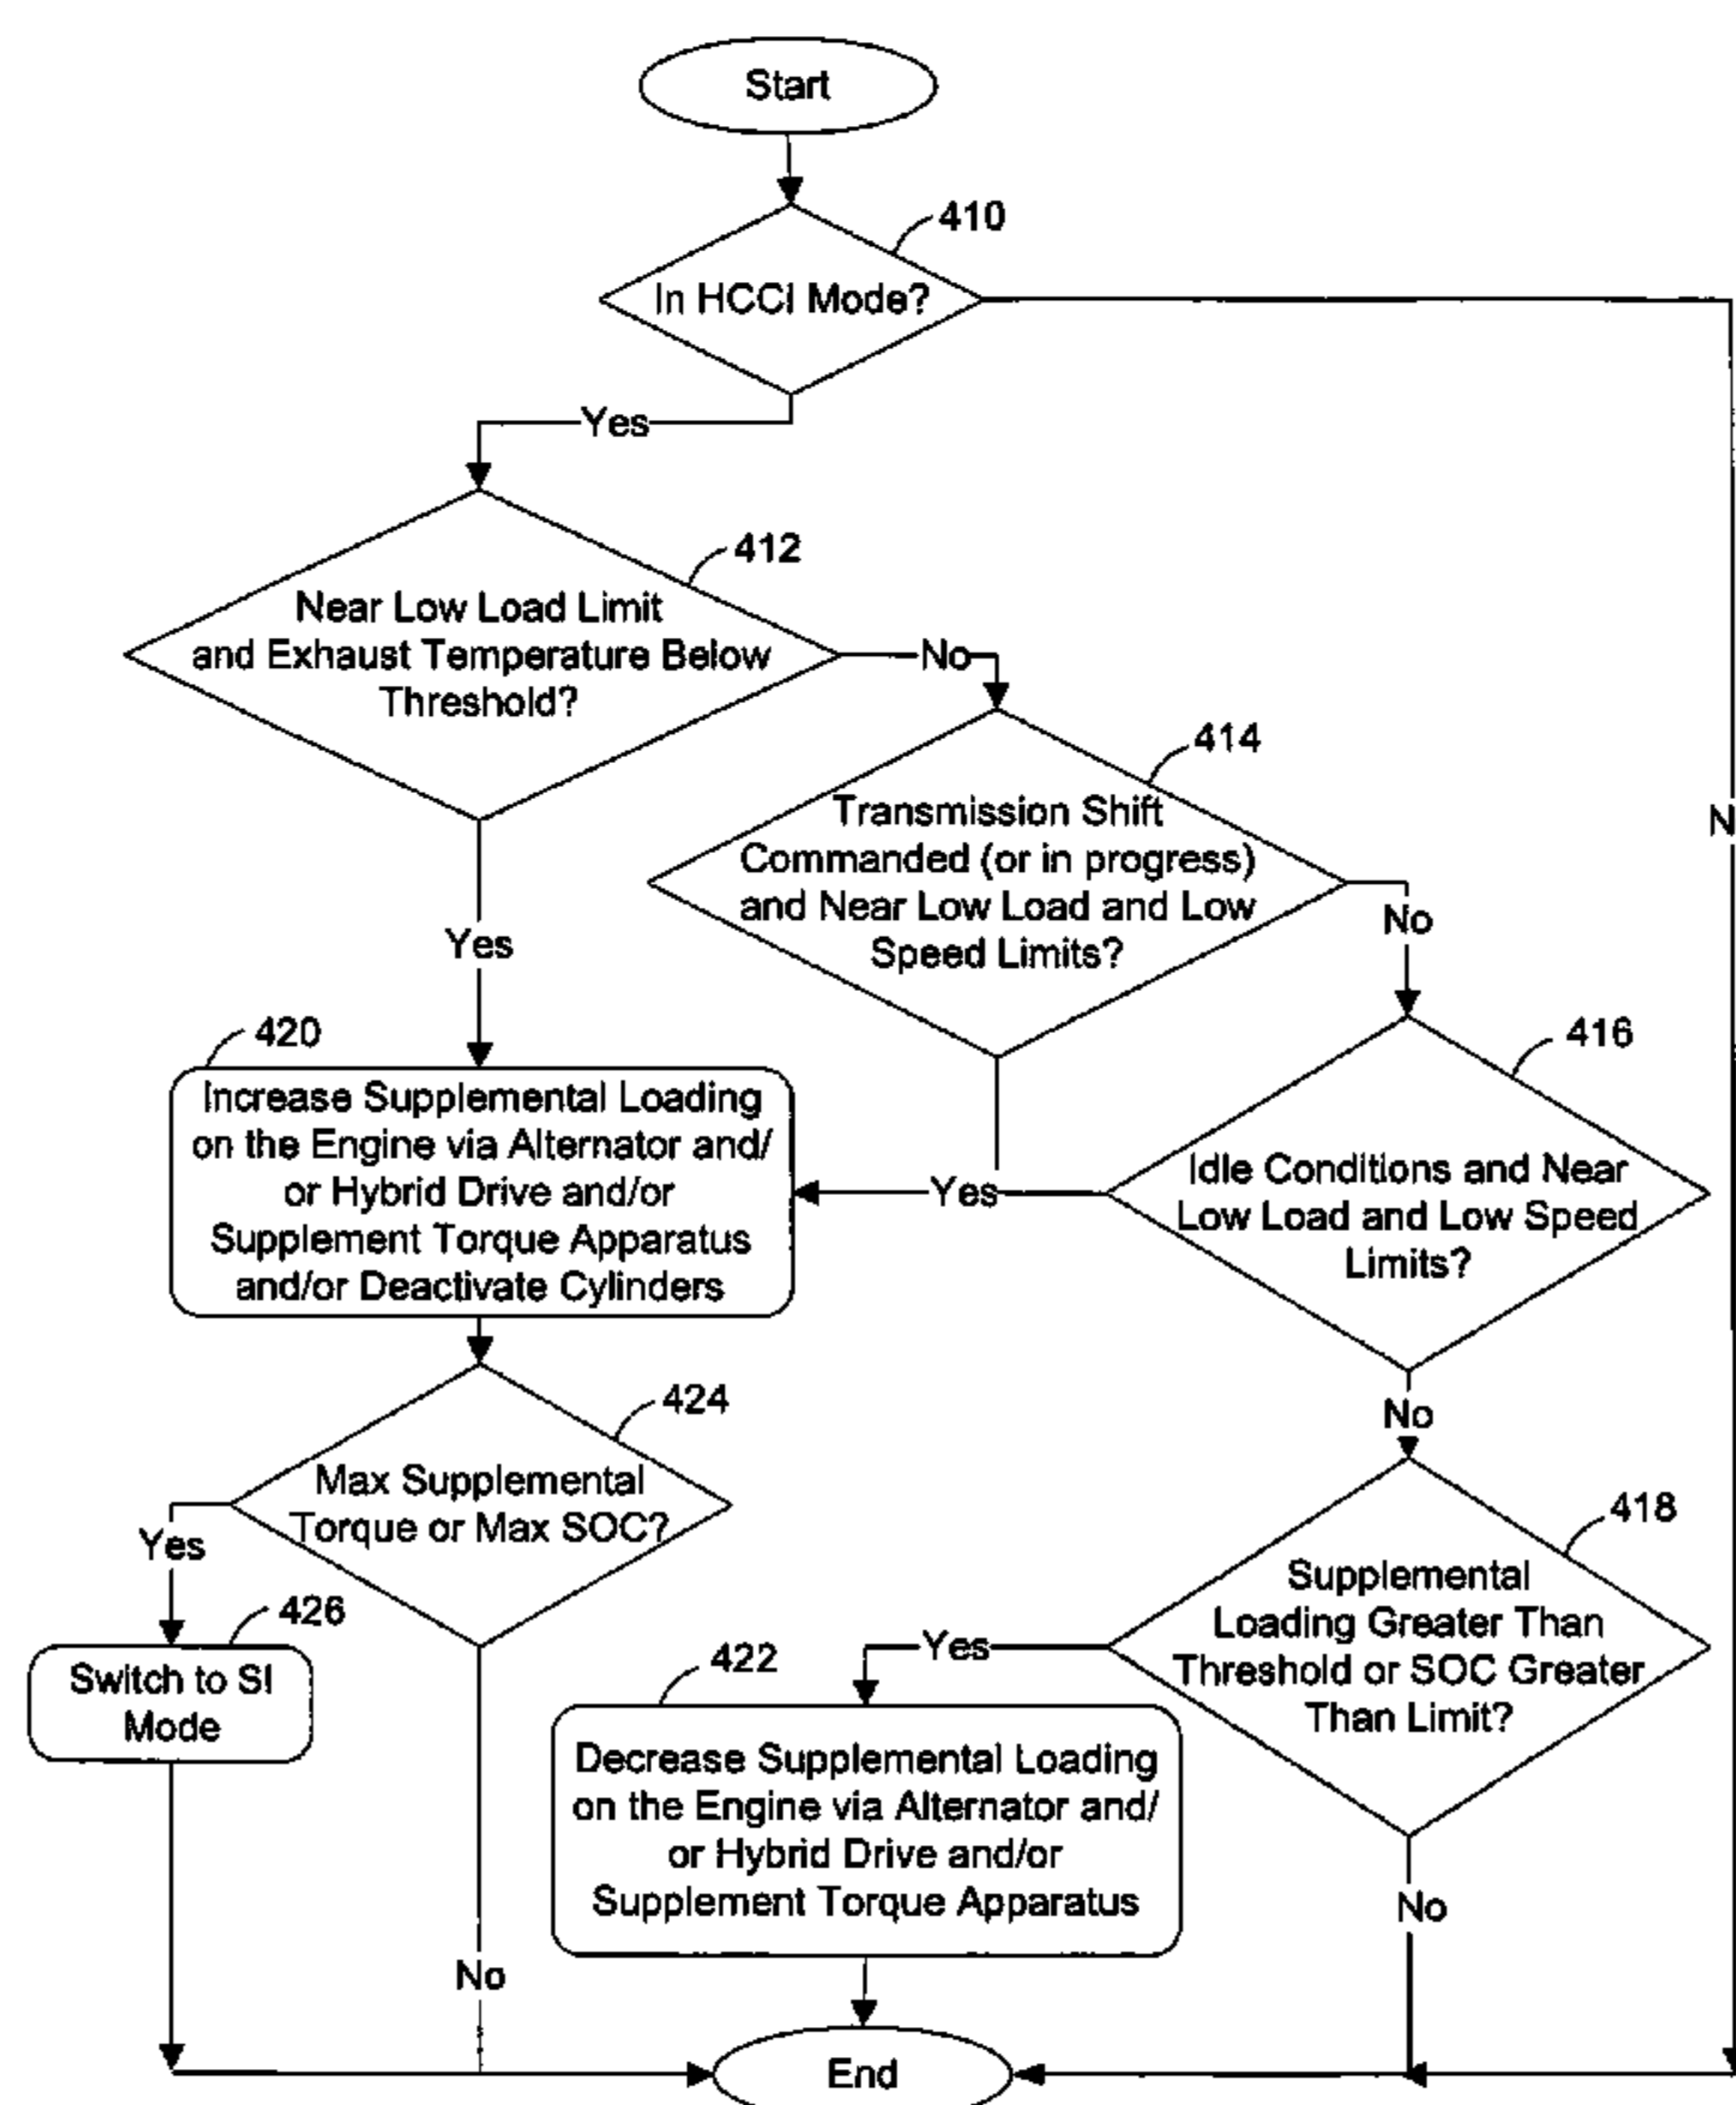 Start
410
In HCCI Mode?
Yes
412
Near Low Load Limit
and Exhaust Temperature Below
Threshold?
No
414
Transmission Shift
Commanded (or in progress)
and Near Low Load and Low
Speed Limits?
N
Yes
No
420
416
Increase Supplemental Loading
on the Engine via Alternator and/
or Hybrid Drive and/or
Supplement Torque Apparatus
and/or Deactivate Cylinders
Yes
Idle Conditions and Near
Low Load and Low Speed
Limits?
424
No
Max Supplemental
Torque or Max SOC?
418
Yes
Supplemental
Loading Greater Than
Threshold or SOC Greater
Than Limit?
426
Switch to SI
Mode
Yes
422
Decrease Supplemental Loading
on the Engine via Alternator and/
or Hybrid Drive and/or
Supplement Torque Apparatus
No
No
End